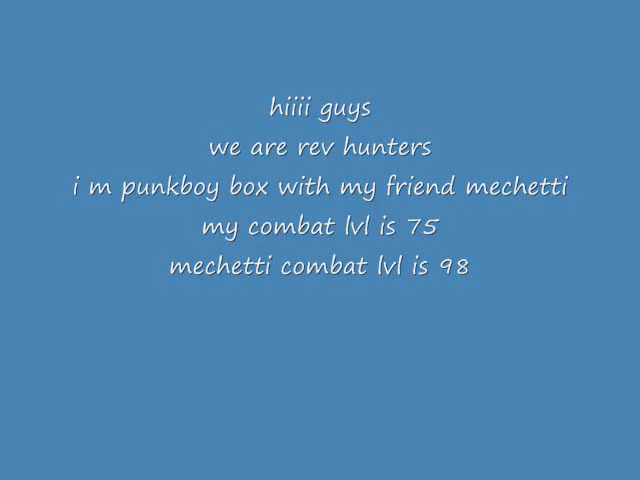 hiiii guys
we are rev hunters
i m punkboy box with my friend mechetti
my combat lvl is 75
mechetti combat lvl is 98